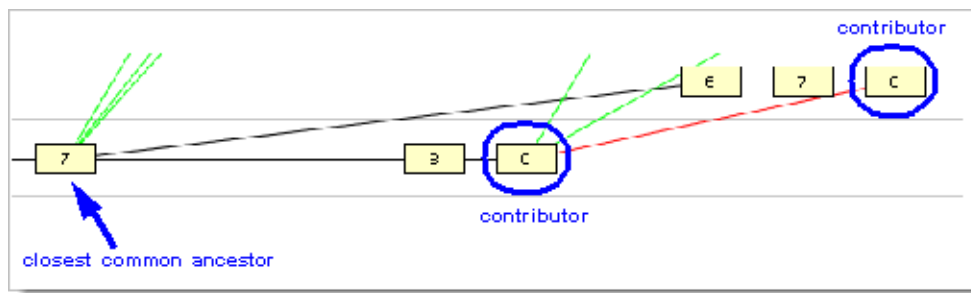 contributor
6 7 C
7 3 C
contributor
closest common ancestor